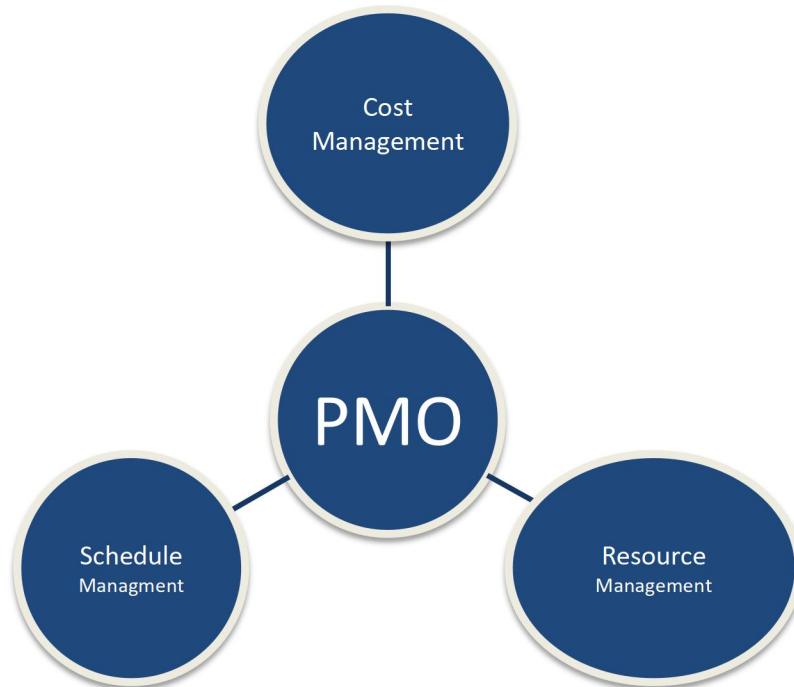 Cost
Management
PMO
Schedule
Managment
Resource
Management